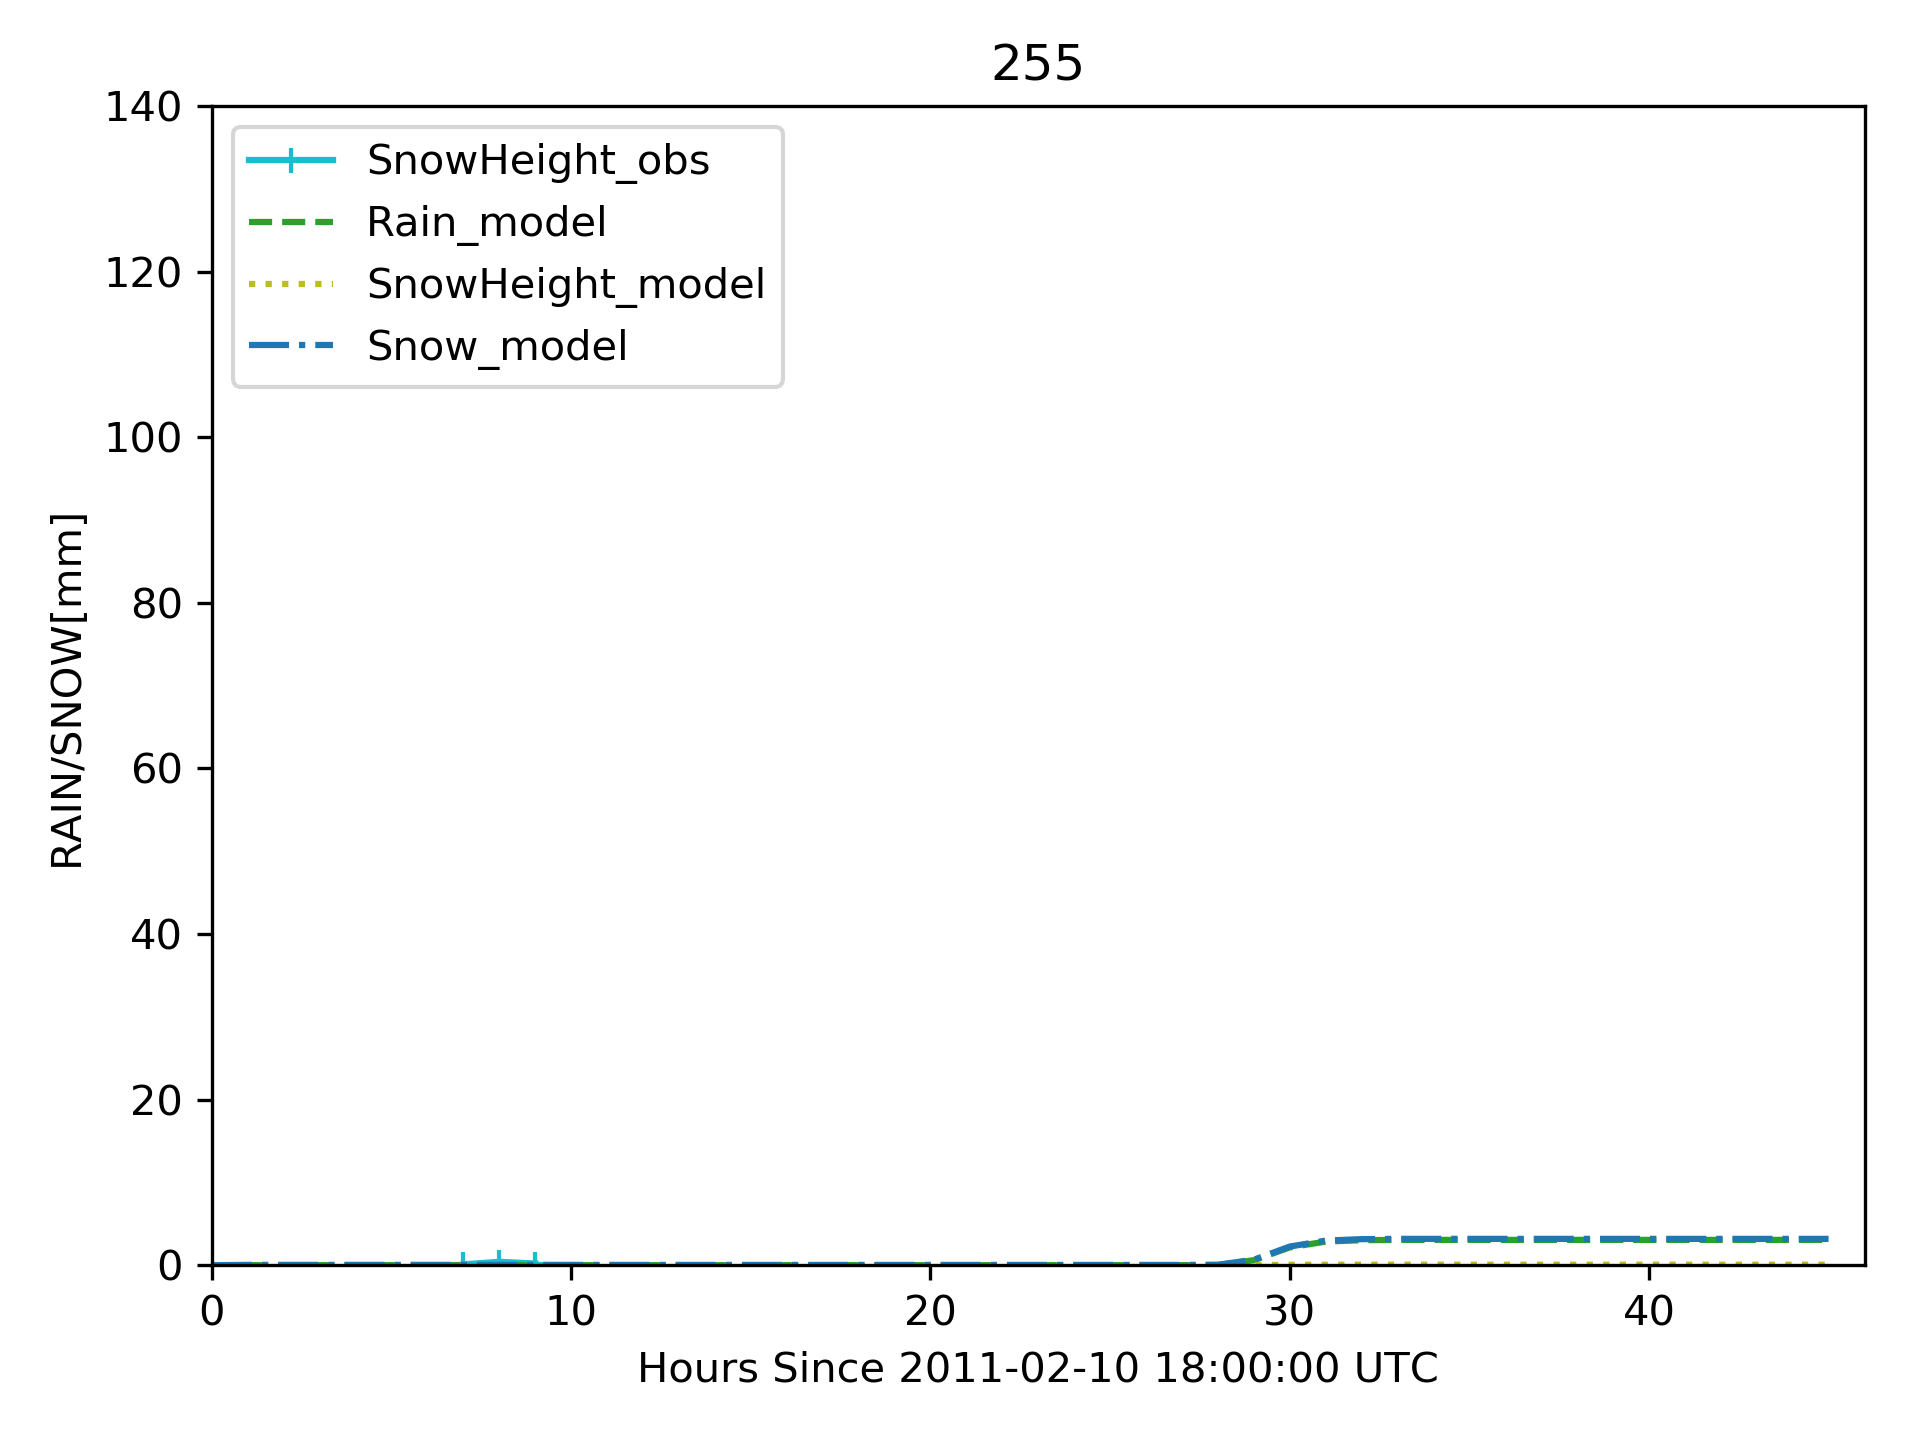 255
140
120
100
80
60
40
20
0
RAIN/SNOW[mm]
SnowHeight_obs
Rain_model
SnowHeight_model
Snow_model
0 10 20 30 40
Hours Since 2011-02-10 18:00:00 UTC